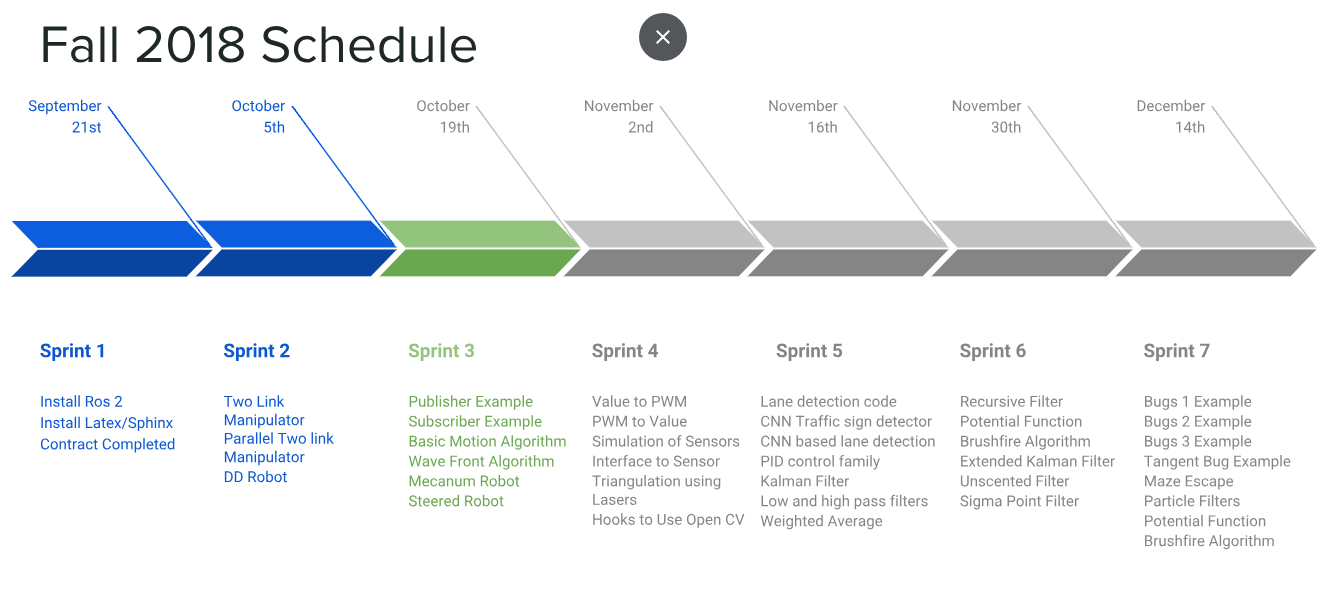 Fall 2018 Schedule
September
21st
October
5th
October
19th
November
2nd
November
16th
November
30th
December
14th
Sprint 1
Install Ros 2
Install Latex/Sphinx
Contract Completed
Sprint 2
Two Link
Manipulator
Parallel Two link
Manipulator
DD Robot
Sprint 3
Publisher Example
Subscriber Example
Basic Motion Algorithm
Wave Front Algorithm
Mecanum Robot
Steered Robot
Sprint 4
Value to PWM
PWM to Value
Simulation of Sensors
Interface to Sensor
Triangulation using
Lasers
Hooks to Use Open CV
Sprint 5
Lane detection code
CNN Traffic sign detector
CNN based lane detection
PID control family
Kalman Filter
Low and high pass filters
Weighted Average
Sprint 6
Recursive Filter
Potential Function
Brushfire Algorithm
Extended Kalman Filter
Unscented Filter
Sigma Point Filter
Sprint 7
Bugs 1 Example
Bugs 2 Example
Bugs 3 Example
Tangent Bug Example
Maze Escape
Particle Filters
Potential Function
Brushfire Algorithm